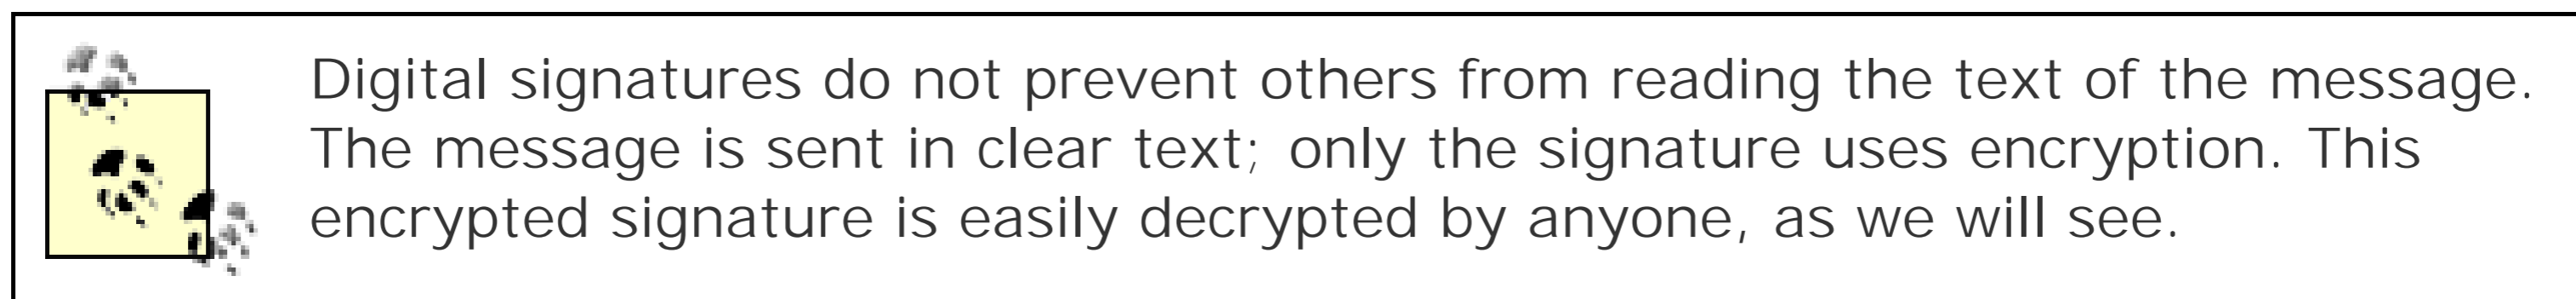 Digital signatures do not prevent others from reading the text of the message.
The message is sent in clear text; only the signature uses encryption. This
encrypted signature is easily decrypted by anyone, as we will see.